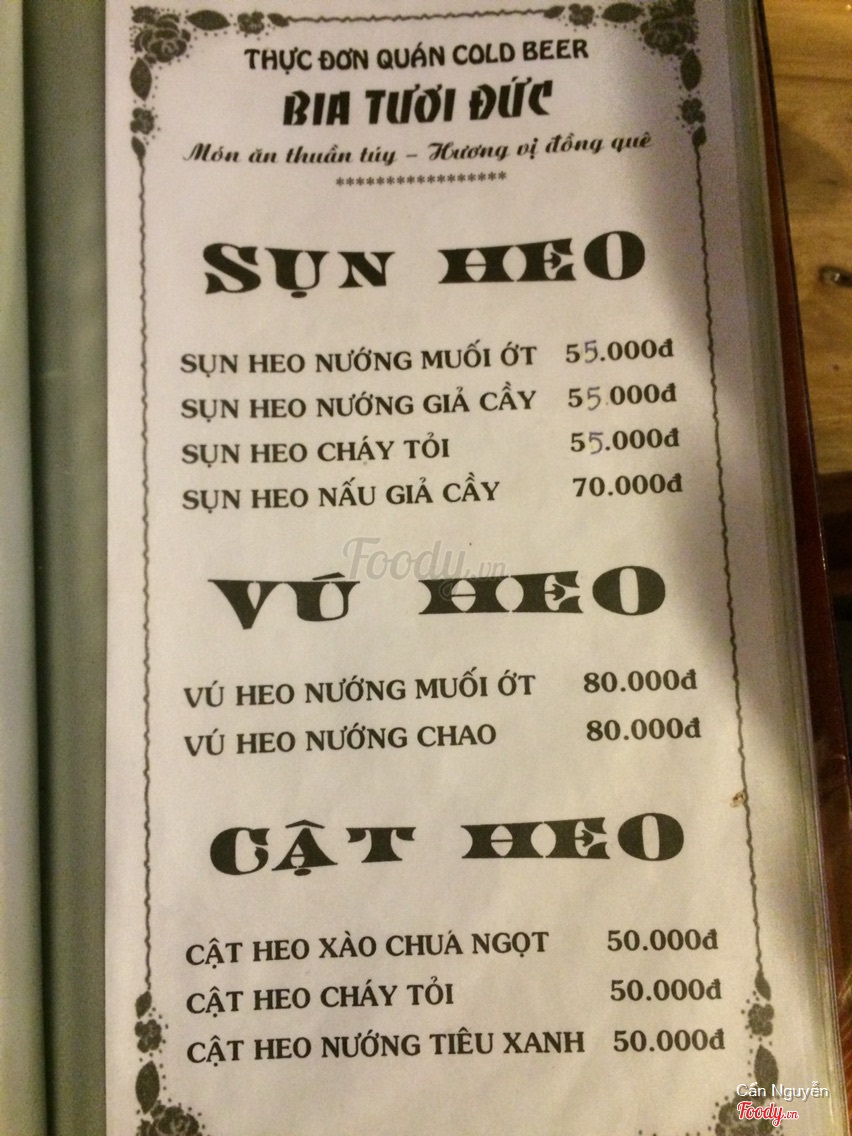 THỰC ĐƠN QUÁN COLD BEER
BIA TƯƠI ĐỨC
Món ăn thuần túy – Hương vị đồng quê
*****************
SỤN HEO
SỤN HEO NƯỚNG MUỐI ỚT 55.000đ
SỤN HEO NƯỚNG GIẢ CẦY 55.000đ
SỤN HEO CHÁY TỎI 55.000đ
SỤN HEO NẤU GIẢ CẦY 70.000đ
Foody.vn
VÚ HEO
VÚ HEO NƯỚNG MUỐI ỚT 80.000đ
VÚ HEO NƯỚNG CHAO 80.000đ
CẬT HEO
CẬT HEO XÀO CHUÁ NGỌT 50.000đ
CẬT HEO CHÁY TỎI 50.000đ
CẬT HEO NƯỚNG TIÊU XANH 50.000đ
Cấn Nguyễn
Foody.vn